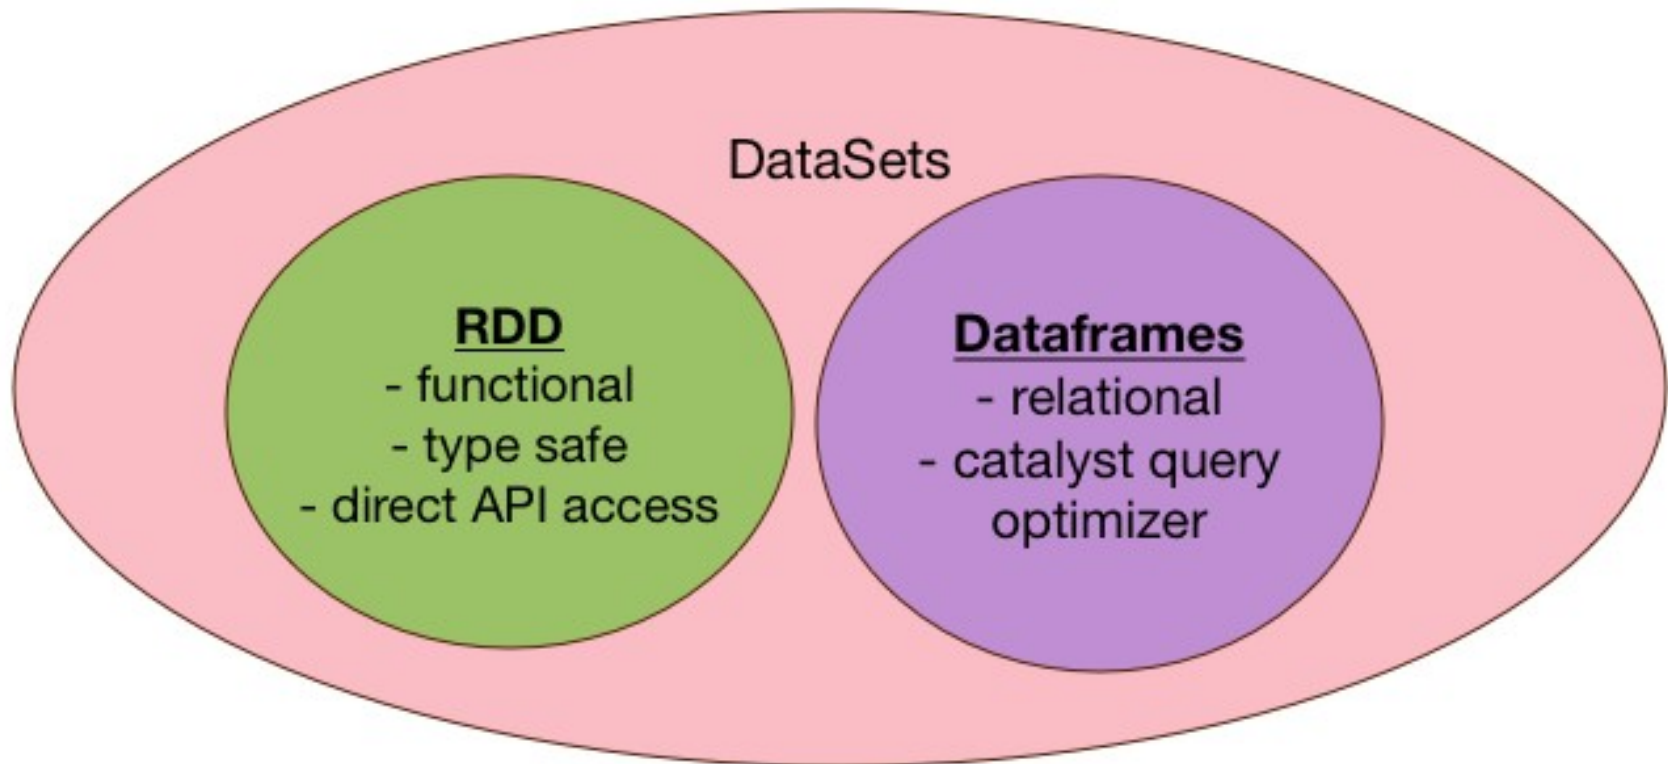 DataSets
RDD
- functional
- type safe
- direct API access
Dataframes
- relational
- catalyst query
optimizer